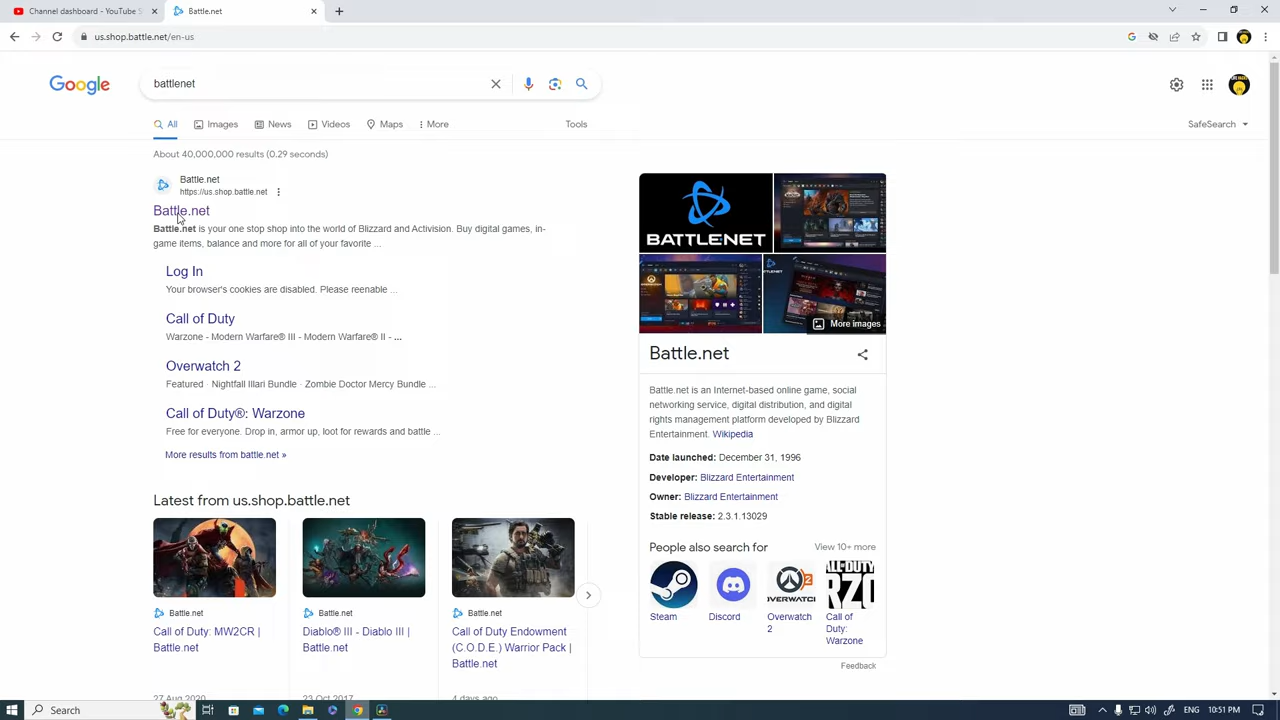 Channel dashboard - YouTube S
Battle.net
us.shop.battle.net/en-us
Google
battlenet
All
Images
News
Videos
Maps
More
Tools
SafeSearch
About 40,000,000 results (0.29 seconds)
Battle.net
https://us.shop.battle.net
Battle.net
Battle.net is your one stop shop into the world of Blizzard and Activision. Buy digital games, in-
game items, balance and more for all of your favorite ...
Log In
Your browser's cookies are disabled. Please reenable ...
Call of Duty
Warzone - Modern Warfare® III - Modern Warfare® II - ...
Overwatch 2
Featured · Nightfall Illari Bundle · Zombie Doctor Mercy Bundle ...
Call of Duty®: Warzone
Free for everyone. Drop in, armor up, loot for rewards and battle ...
More results from battle.net »
Latest from us.shop.battle.net
Battle.net
Call of Duty: MW2CR |
Battle.net
27 Aug 2020
Battle.net
Diablo® III - Diablo III |
Battle.net
23 Oct 2017
Battle.net
Call of Duty Endowment
(C.O.D.E.) Warrior Pack |
Battle.net
4 days ago
BATTLE.NET
More images
Battle.net
Battle.net is an Internet-based online game, social
networking service, digital distribution, and digital
rights management platform developed by Blizzard
Entertainment. Wikipedia
Date launched: December 31, 1996
Developer: Blizzard Entertainment
Owner: Blizzard Entertainment
Stable release: 2.3.1.13029
People also search for
View 10+ more
Steam
Discord
Overwatch
2
Call of
Duty:
Warzone
Feedback
Search
ENG
10:51 PM